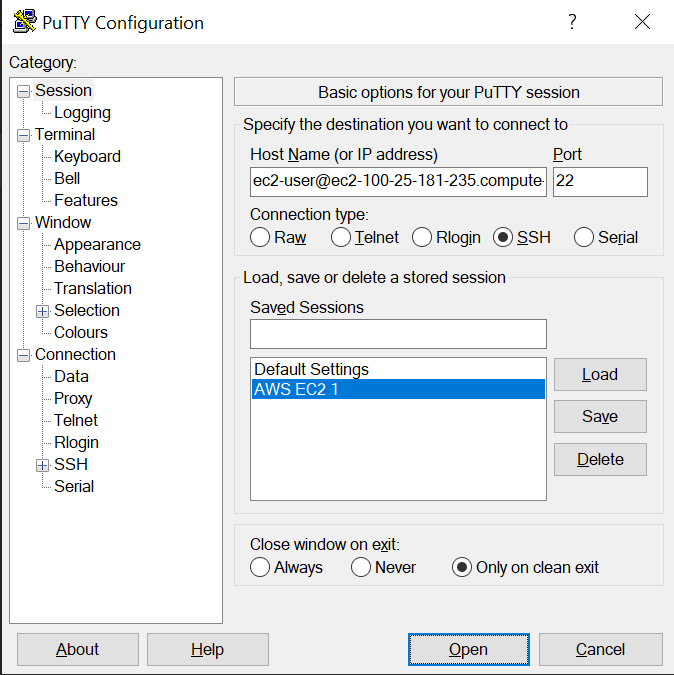 PuTTY Configuration
?
Category:
Session
Logging
Terminal
Keyboard
Bell
Features
Window
Appearance
Behaviour
Translation
Selection
Colours
Connection
Data
Proxy
Telnet
Rlogin
SSH
Serial
Basic options for your PuTTY session
Specify the destination you want to connect to
Host Name (or IP address) Port
ec2-user@ec2-100-25-181-235.compute- 22
Connection type:
Raw Telnet Rlogin SSH Serial
Load, save or delete a stored session
Saved Sessions
Default Settings
AWS EC2 1
Load
Save
Delete
Close window on exit:
Always Never Only on clean exit
About Help Open Cancel